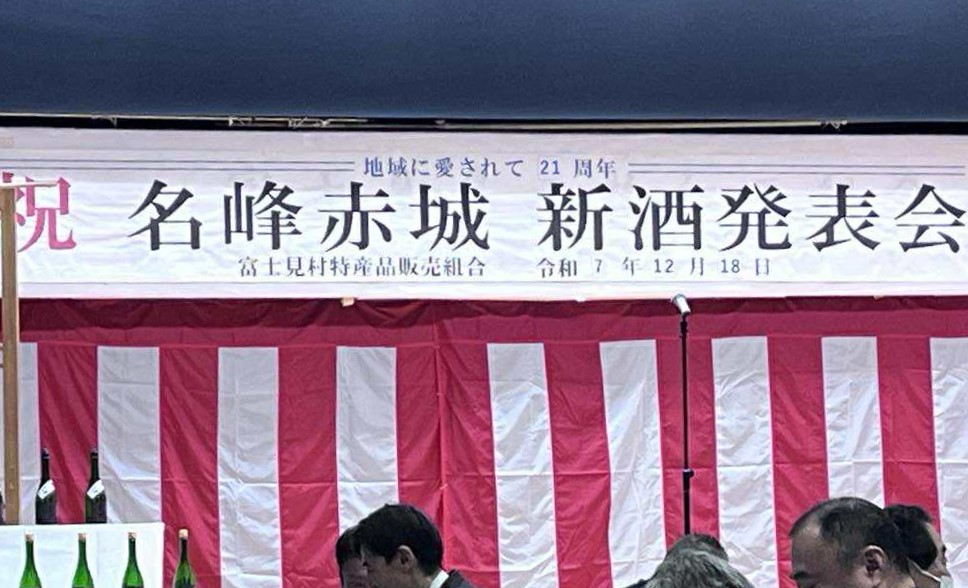 地域に愛されて 21 周年
祝 名峰赤城 新酒発表会
富士見村特産品販売組合 令和 7 年 12 月 18 日